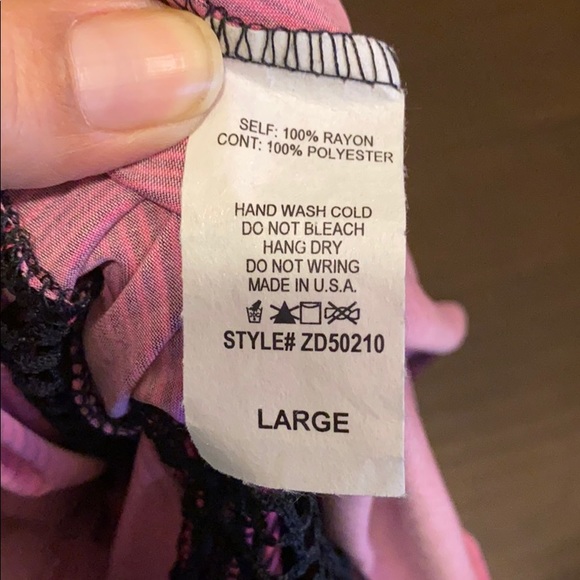 SELF: 100% RAYON
CONT: 100% POLYESTER
HAND WASH COLD
DO NOT BLEACH
HANG DRY
DO NOT WRING
MADE IN U.S.A.
STYLE# ZD50210
LARGE